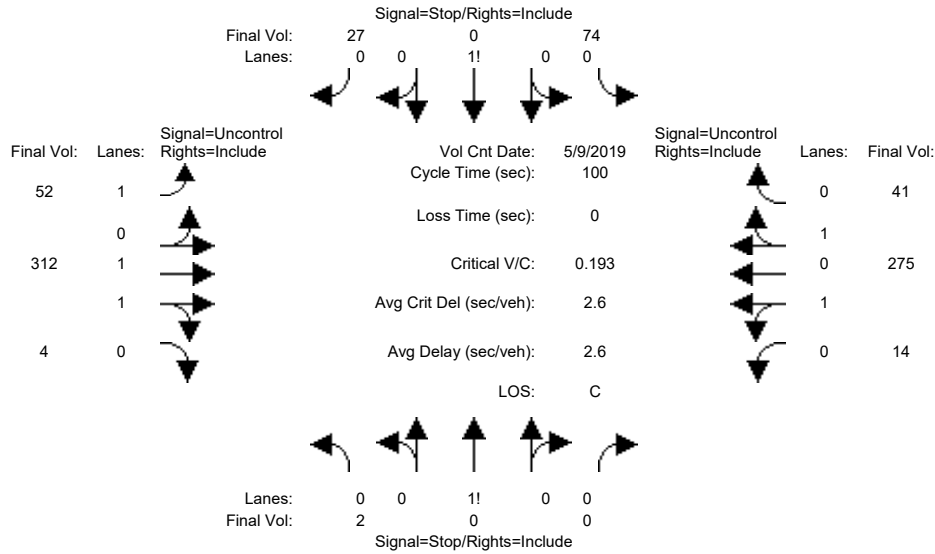 Signal=Stop/Rights=Include
Final Vol: 27 0 74
Lanes: 0 0 1! 0 0
Signal=Uncontrol
Final Vol: Lanes: Rights=Include
Vol Cnt Date: 5/9/2019
Signal=Uncontrol
Rights=Include Lanes: Final Vol:
Cycle Time (sec): 100
52 1
0 41
Loss Time (sec): 0
0
1
312 1
Critical V/C: 0.193
0 275
1
Avg Crit Del (sec/veh): 2.6
1
4 0
Avg Delay (sec/veh): 2.6
0 14
LOS: C
Lanes: 0 0 1! 0 0
Final Vol: 2 0 0
Signal=Stop/Rights=Include